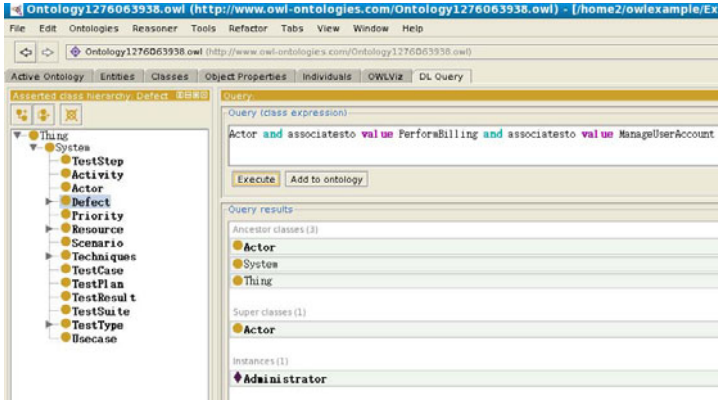 Ontology1276063938.owl (http://www.owl-ontologies.com/Ontology1276063938.owl) - [/home2/owlexample/Ex
File Edit Ontologies Reasoner Tools Refactor Tabs View Window Help
Ontology1276063938.owl (http://www.owl-ontologies.com/Ontology1276063938.owl)
Active Ontology Entities Classes Object Properties Individuals OWLViz DL Query
Asserted class hierarchy: Defect
Thing
System
TestStep
Activity
Actor
Defect
Priority
Resource
Scenario
Techniques
TestCase
TestPlan
TestResult
TestSuite
TestType
Usecase
Query:
Query (class expression)
Actor and associatesto value PerformBilling and associatesto value ManageUserAccount
Execute Add to ontology
Query results
Ancestor classes (3)
Actor
System
Thing
Super classes (1)
Actor
Instances (1)
Administrator